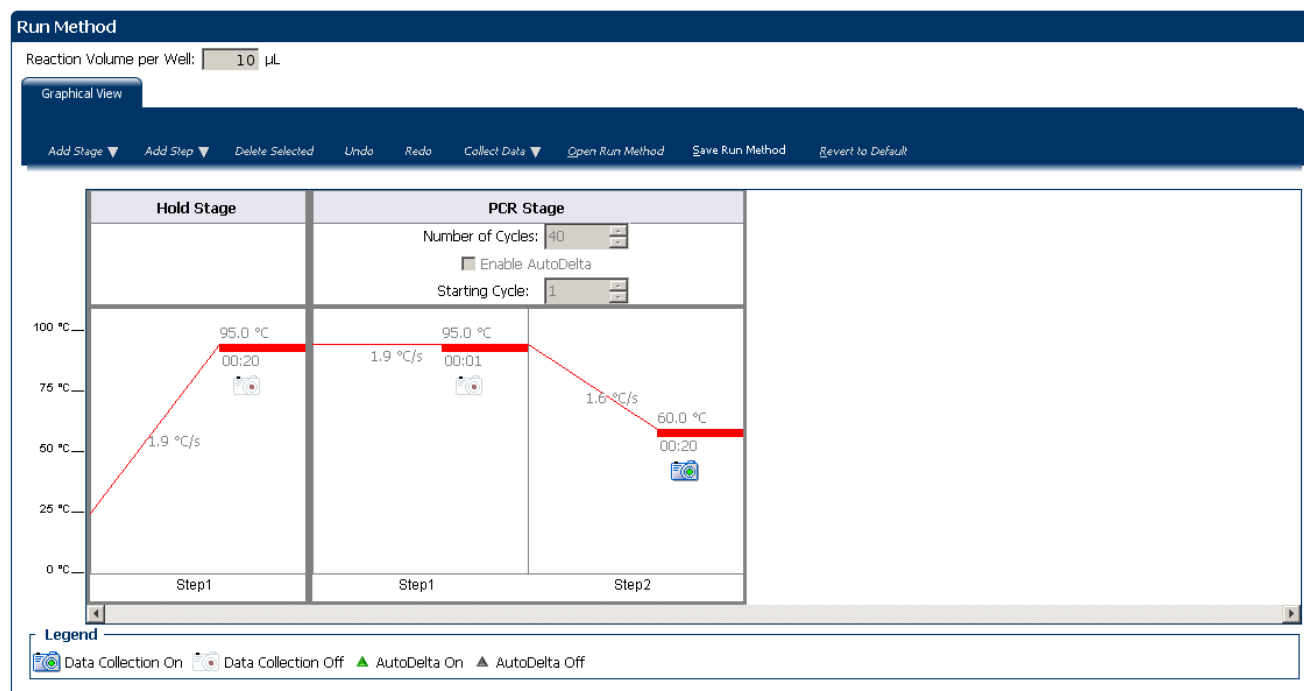 Run Method
Reaction Volume per Well: 10 µL
Graphical View
Add Stage ▼ Add Step ▼ Delete Selected Undo Redo Collect Data ▼ Open Run Method Save Run Method Revert to Default
Hold Stage PCR Stage
Number of Cycles: 40
Enable AutoDelta
Starting Cycle: 1
100 °C
95.0 °C 95.0 °C
1.9 °C/s
00:20 00:01
75 °C
1.6 °C/s
60.0 °C
1.9 °C/s
00:20
50 °C
25 °C
0 °C
Step1 Step1 Step2
Legend
Data Collection On Data Collection Off ▲ AutoDelta On ▲ AutoDelta Off